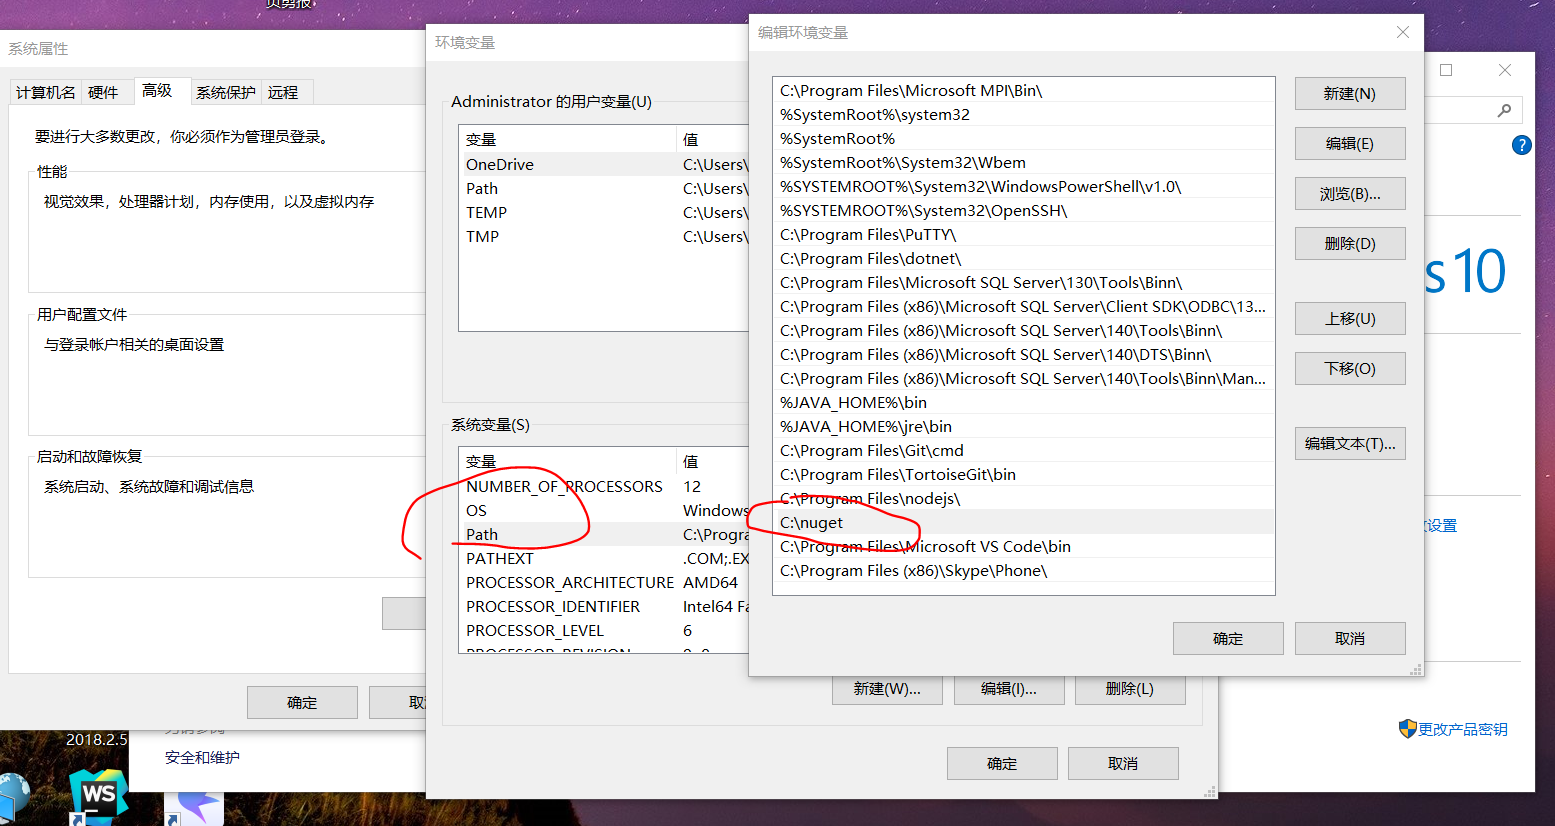 页剪报
系统属性
计算机名
硬件
高级
系统保护
远程
要进行大多数更改，你必须作为管理员登录。
性能
视觉效果，处理器计划，内存使用，以及虚拟内存
用户配置文件
与登录帐户相关的桌面设置
启动和故障恢复
系统启动、系统故障和调试信息
确定
环境变量
Administrator 的用户变量(U)
变量 值
OneDrive C:\Users\
Path C:\Users\
TEMP C:\Users\
TMP C:\Users\
系统变量(S)
变量 值
NUMBER_OF_PROCESSORS 12
OS Windows
Path C:\Progra
PATHEXT .COM;.EX
PROCESSOR_ARCHITECTURE AMD64
PROCESSOR_IDENTIFIER Intel64 Fa
PROCESSOR_LEVEL 6
新建(W)...
编辑(I)...
删除(L)
确定
取消
编辑环境变量
C:\Program Files\Microsoft MPI\Bin\
%SystemRoot%\system32
%SystemRoot%
%SystemRoot%\System32\Wbem
%SYSTEMROOT%\System32\WindowsPowerShell\v1.0\
%SYSTEMROOT%\System32\OpenSSH\
C:\Program Files\PuTTY\
C:\Program Files\dotnet\
C:\Program Files\Microsoft SQL Server\130\Tools\Binn\
C:\Program Files (x86)\Microsoft SQL Server\Client SDK\ODBC\13...
C:\Program Files (x86)\Microsoft SQL Server\140\Tools\Binn\
C:\Program Files (x86)\Microsoft SQL Server\140\DTS\Binn\
C:\Program Files (x86)\Microsoft SQL Server\140\Tools\Binn\Man...
%JAVA_HOME%\bin
%JAVA_HOME%\jre\bin
C:\Program Files\Git\cmd
C:\Program Files\TortoiseGit\bin
C:\Program Files\nodejs\
C:\nuget
C:\Program Files\Microsoft VS Code\bin
C:\Program Files (x86)\Skype\Phone\
新建(N)
编辑(E)
浏览(B)...
删除(D)
上移(U)
下移(O)
编辑文本(T)...
确定
取消
?
s 10
设置
更改产品密钥
2018.2.5
安全和维护
WS